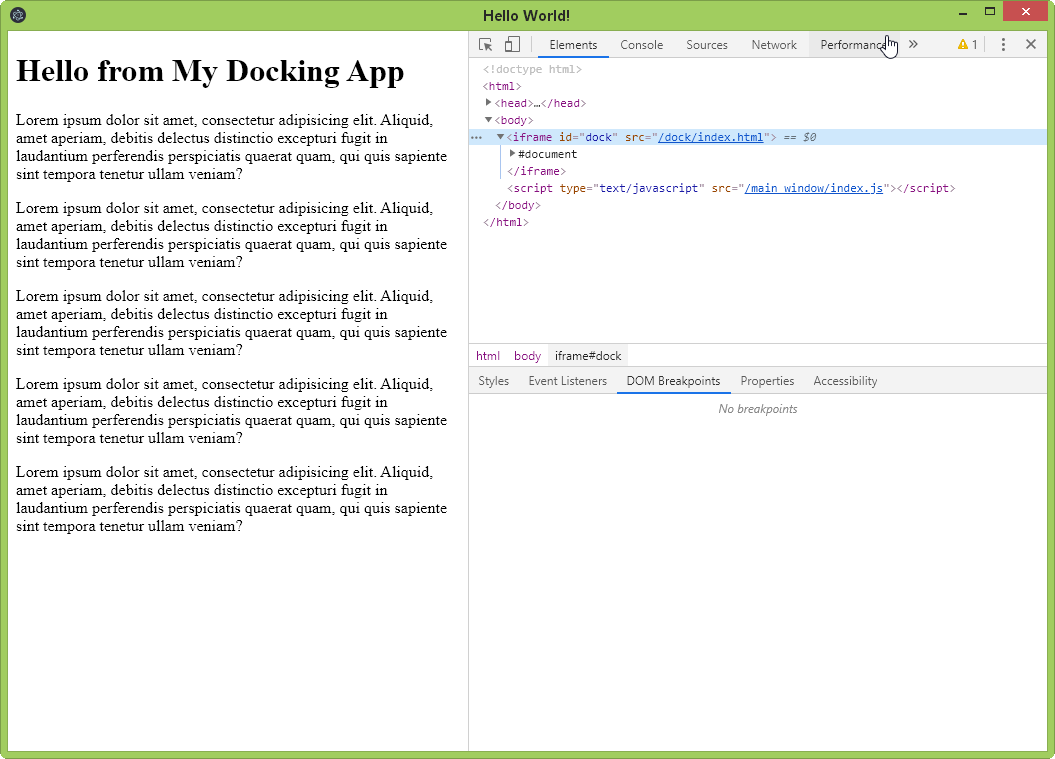 Hello World!
Hello from My Docking App
Lorem ipsum dolor sit amet, consectetur adipisicing elit. Aliquid,
amet aperiam, debitis delectus distinctio excepturi fugit in
laudantium perferendis perspiciatis quaerat quam, qui quis sapiente
sint tempora tenetur ullam veniam?
Lorem ipsum dolor sit amet, consectetur adipisicing elit. Aliquid,
amet aperiam, debitis delectus distinctio excepturi fugit in
laudantium perferendis perspiciatis quaerat quam, qui quis sapiente
sint tempora tenetur ullam veniam?
Lorem ipsum dolor sit amet, consectetur adipisicing elit. Aliquid,
amet aperiam, debitis delectus distinctio excepturi fugit in
laudantium perferendis perspiciatis quaerat quam, qui quis sapiente
sint tempora tenetur ullam veniam?
Lorem ipsum dolor sit amet, consectetur adipisicing elit. Aliquid,
amet aperiam, debitis delectus distinctio excepturi fugit in
laudantium perferendis perspiciatis quaerat quam, qui quis sapiente
sint tempora tenetur ullam veniam?
Lorem ipsum dolor sit amet, consectetur adipisicing elit. Aliquid,
amet aperiam, debitis delectus distinctio excepturi fugit in
laudantium perferendis perspiciatis quaerat quam, qui quis sapiente
sint tempora tenetur ullam veniam?
Elements Console Sources Network Performance » 1
<!doctype html>
<html>
<head>…</head>
<body>
<iframe id="dock" src="/dock/index.html"> == $0
#document
</iframe>
<script type="text/javascript" src="/main_window/index.js"></script>
</body>
</html>
html body iframe#dock
Styles Event Listeners DOM Breakpoints Properties Accessibility
No breakpoints